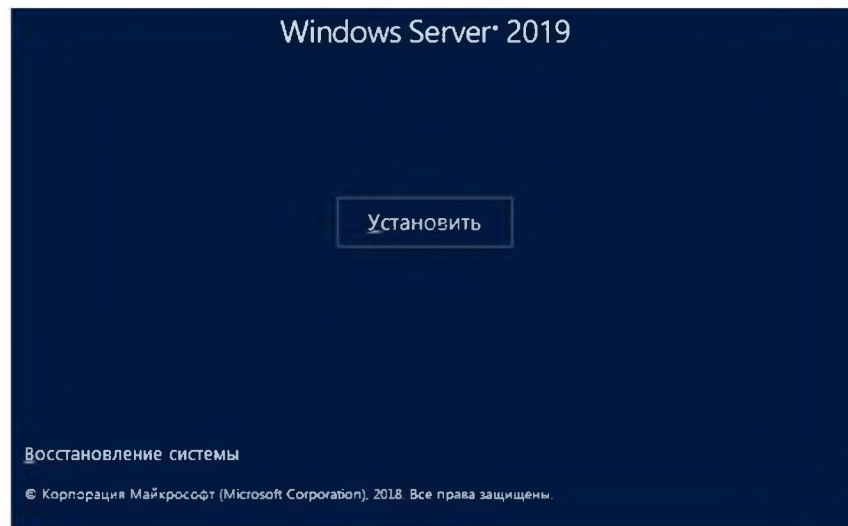 Windows Server® 2019
Установить
Восстановление системы
© Корпорация Майкрософт (Microsoft Corporation), 2018. Все права защищены.